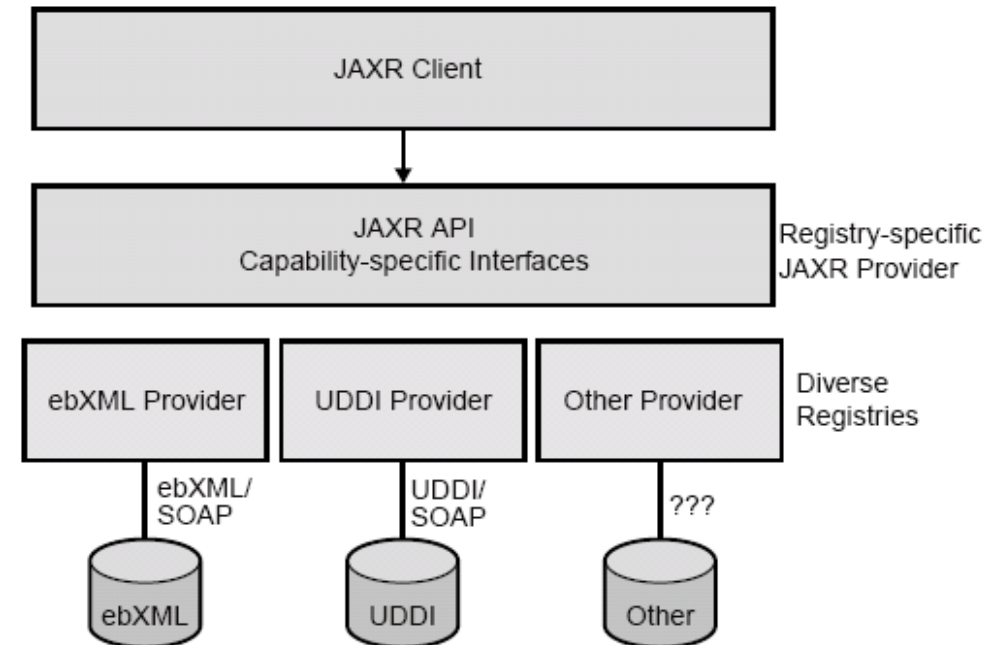 JAXR Client
JAXR API
Capability-specific Interfaces
Registry-specific
JAXR Provider
ebXML Provider
UDDI Provider
Other Provider
Diverse
Registries
ebXML/
SOAP
UDDI/
SOAP
???
ebXML
UDDI
Other